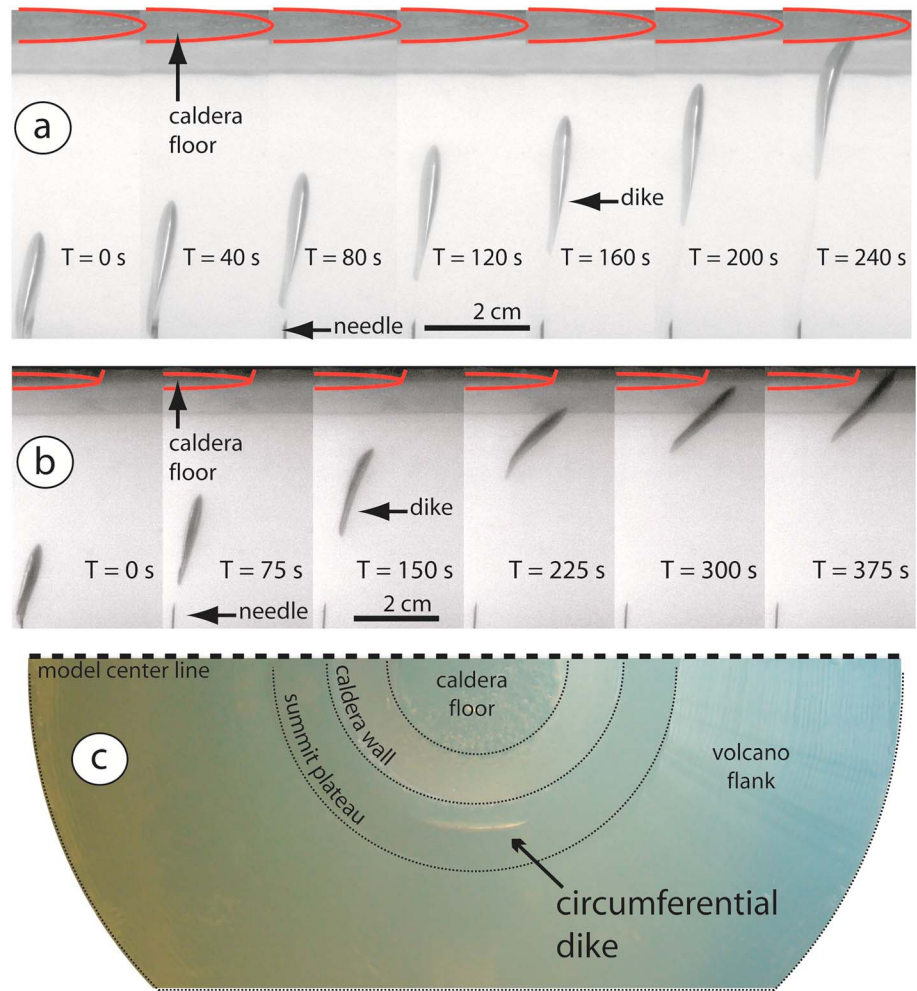 a
caldera
floor
dike
T = 0 s
T = 40 s
T = 80 s
T = 120 s
T = 160 s
T = 200 s
T = 240 s
needle
2 cm
b
caldera
floor
dike
T = 0 s
T = 75 s
T = 150 s
T = 225 s
T = 300 s
T = 375 s
needle
2 cm
model center line
c
caldera
floor
caldera wall
summit plateau
volcano
flank
circumferential
dike